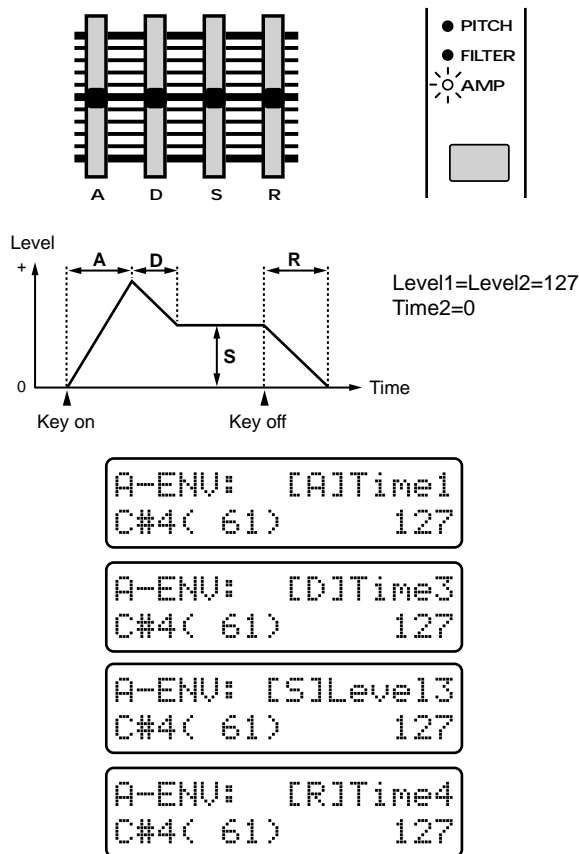 PITCH
FILTER
AMP
A D S R
Level
+
A D R
Level1=Level2=127
Time2=0
S
0
Time
Key on Key off
A-ENV: [A]Time1
C#4( 61) 127
A-ENV: [D]Time3
C#4( 61) 127
A-ENV: [S]Level3
C#4( 61) 127
A-ENV: [R]Time4
C#4( 61) 127